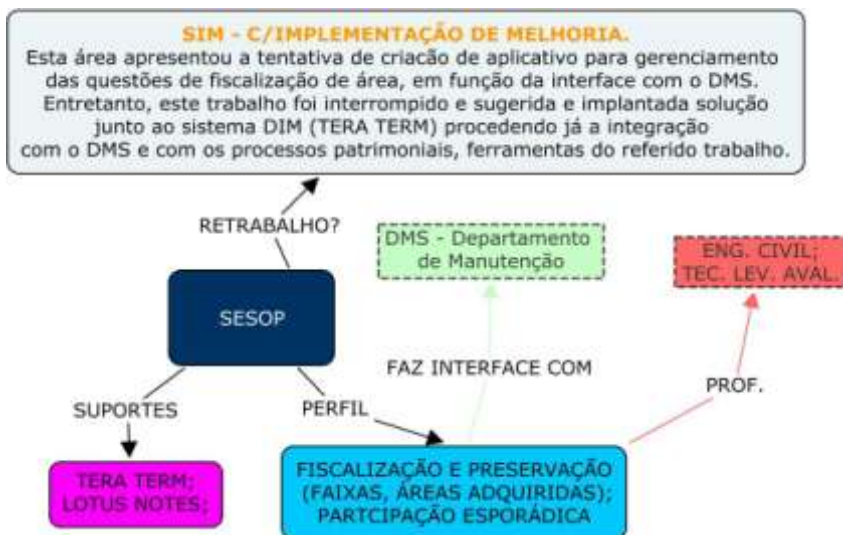 SIM - C/IMPLEMENTAÇÃO DE MELHORIA.
Esta área apresentou a tentativa de criacão de aplicativo para gerenciamento
das questões de fiscalização de área, em função da interface com o DMS.
Entretanto, este trabalho foi interrompido e sugerida e implantada solução
junto ao sistema DIM (TERA TERM) procedendo já a integração
com o DMS e com os processos patrimoniais, ferramentas do referido trabalho.
RETRABALHO?
DMS - Departamento
de Manutenção
ENG. CIVIL;
TEC. LEV. AVAL.
SESOP
FAZ INTERFACE COM
PROF.
SUPORTES
PERFIL
TERA TERM;
LOTUS NOTES;
FISCALIZAÇÃO E PRESERVAÇÃO
(FAIXAS, ÁREAS ADQUIRIDAS);
PARTCIPAÇÃO ESPORÁDICA